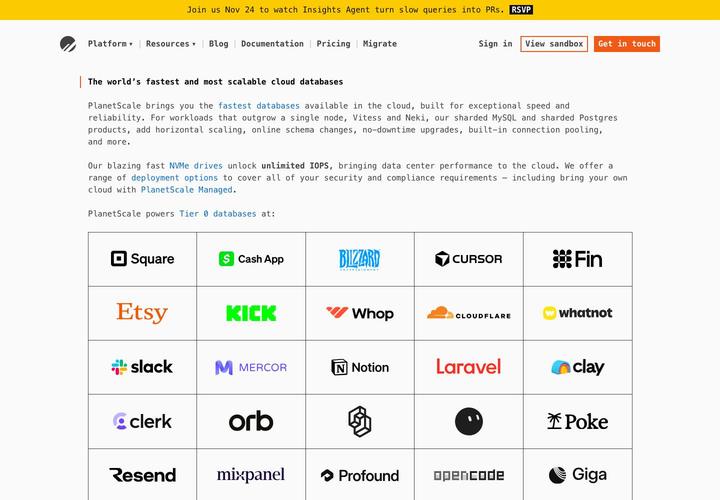 Join us Nov 24 to watch Insights Agent turn slow queries into PRs. RSVP
Platform | Resources | Blog | Documentation | Pricing | Migrate
Sign in View sandbox Get in touch
The world's fastest and most scalable cloud databases
PlanetScale brings you the fastest databases available in the cloud, built for exceptional speed and
reliability. For workloads that outgrow a single node, Vitess and Neki, our sharded MySQL and sharded Postgres
products, add horizontal scaling, online schema changes, no-downtime upgrades, built-in connection pooling,
and more.
Our blazing fast NVMe drives unlock unlimited IOPS, bringing data center performance to the cloud. We offer a
range of deployment options to cover all of your security and compliance requirements — including bring your own
cloud with PlanetScale Managed.
PlanetScale powers Tier 0 databases at:
Square Cash App BLIZZARD ENTERTAINMENT CURSOR Fin
Etsy KICK Whop CLOUDFLARE whatnot
slack MERCOR Notion Laravel clay
clerk orb Poke
Resend mixpanel Profound opencode Giga